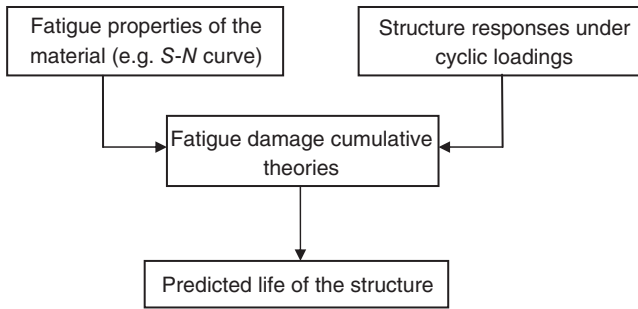 Fatigue properties of the
material (e.g. S-N curve)
Structure responses under
cyclic loadings
Fatigue damage cumulative
theories
Predicted life of the structure